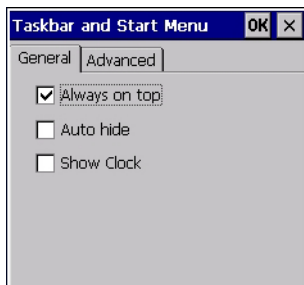 Taskbar and Start Menu OK ×
General Advanced
Always on top
Auto hide
Show Clock